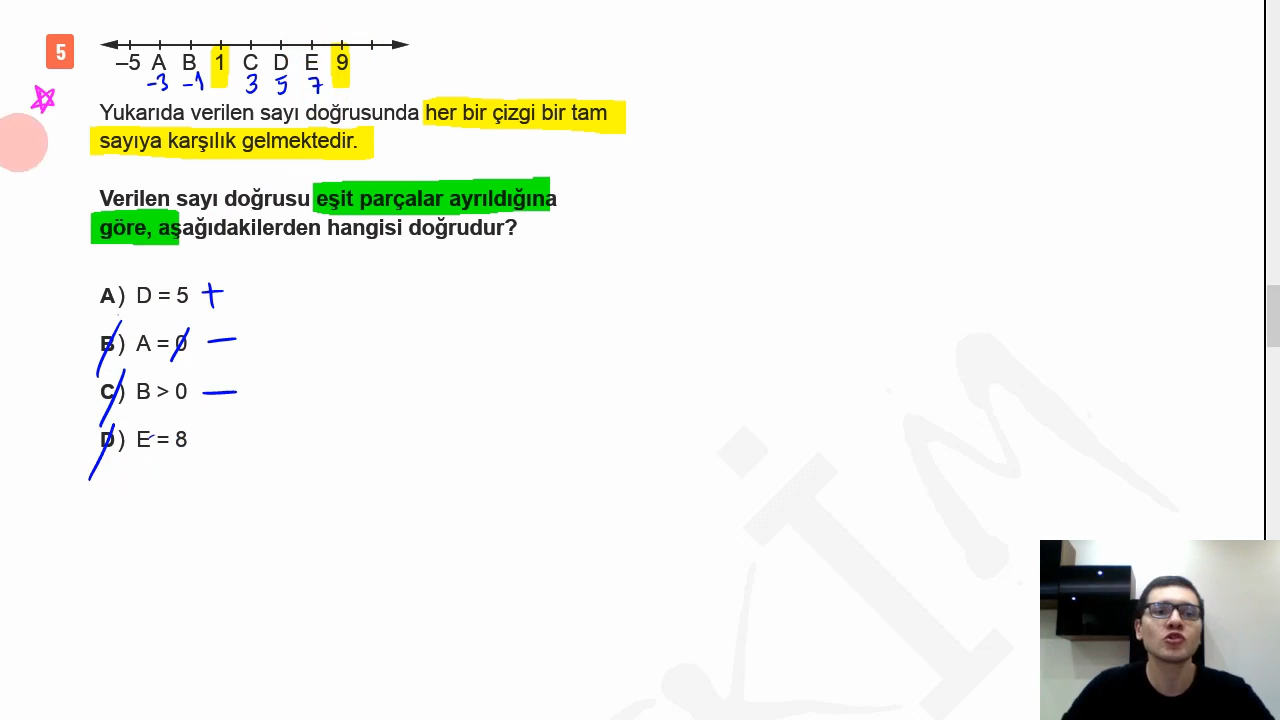 5
–5 A B 1 C D E 9
-3 -1 3 5 7
Yukarıda verilen sayı doğrusunda her bir çizgi bir tam
sayıya karşılık gelmektedir.
Verilen sayı doğrusu eşit parçalar ayrıldığına
göre, aşağıdakilerden hangisi doğrudur?
A) D = 5 +
B) A = 0 –
C) B > 0 –
D) E = 8